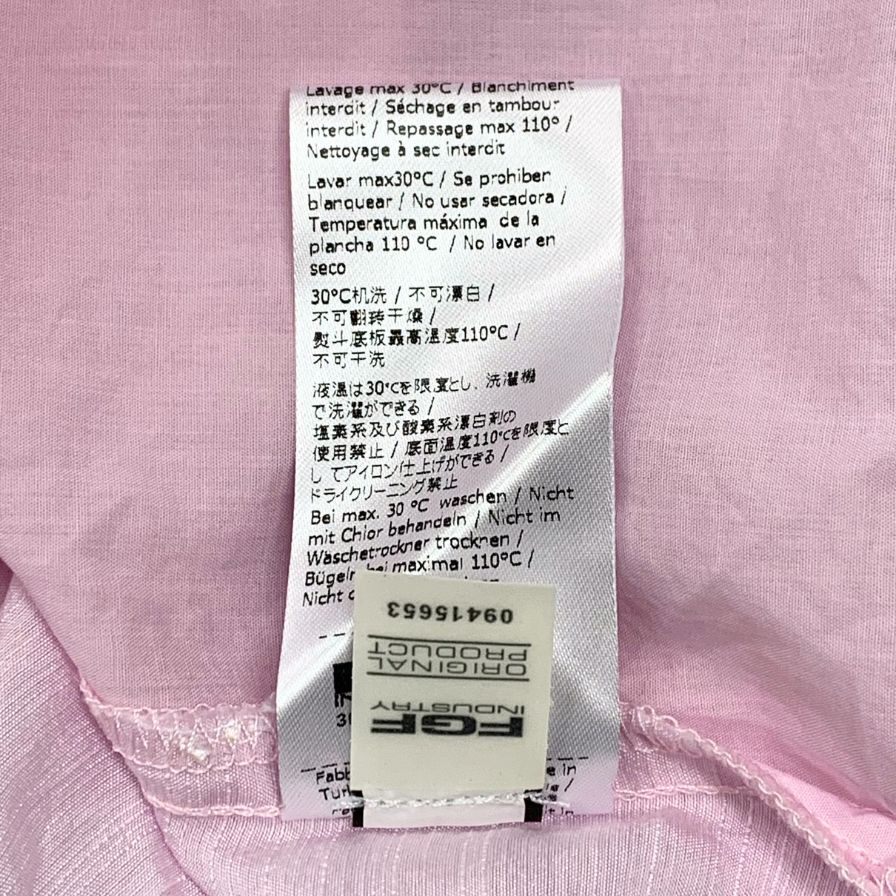 Lavage max 30°C / Blanchiment
interdit / Séchage en tambour
interdit / Repassage max 110° /
Nettoyage à sec interdit
Lavar max30°C / Se prohiben
blanquear / No usar secadora /
Temperatura máxima de la
plancha 110 °C / No lavar en
seco
30°C机洗 / 不可漂白 /
不可翻转干燥 /
熨斗底板最高温度110°C /
不可干洗
液温は30°Cを限度とし、洗濯機
で洗濯ができる /
塩素系及び酸素系漂白剤の
使用禁止 / 底面温度110°Cを限度と
してアイロン仕上げができる /
ドライクリーニング禁止
Bei max. 30 °C waschen / Nicht
mit Chlor behandeln / Nicht im
Wäschetrockner trocknen /
Bügeln bei maximal 110°C /
Nicht
09415653
ORIGINAL
PRODUCT
FGF
INDUSTRY
in